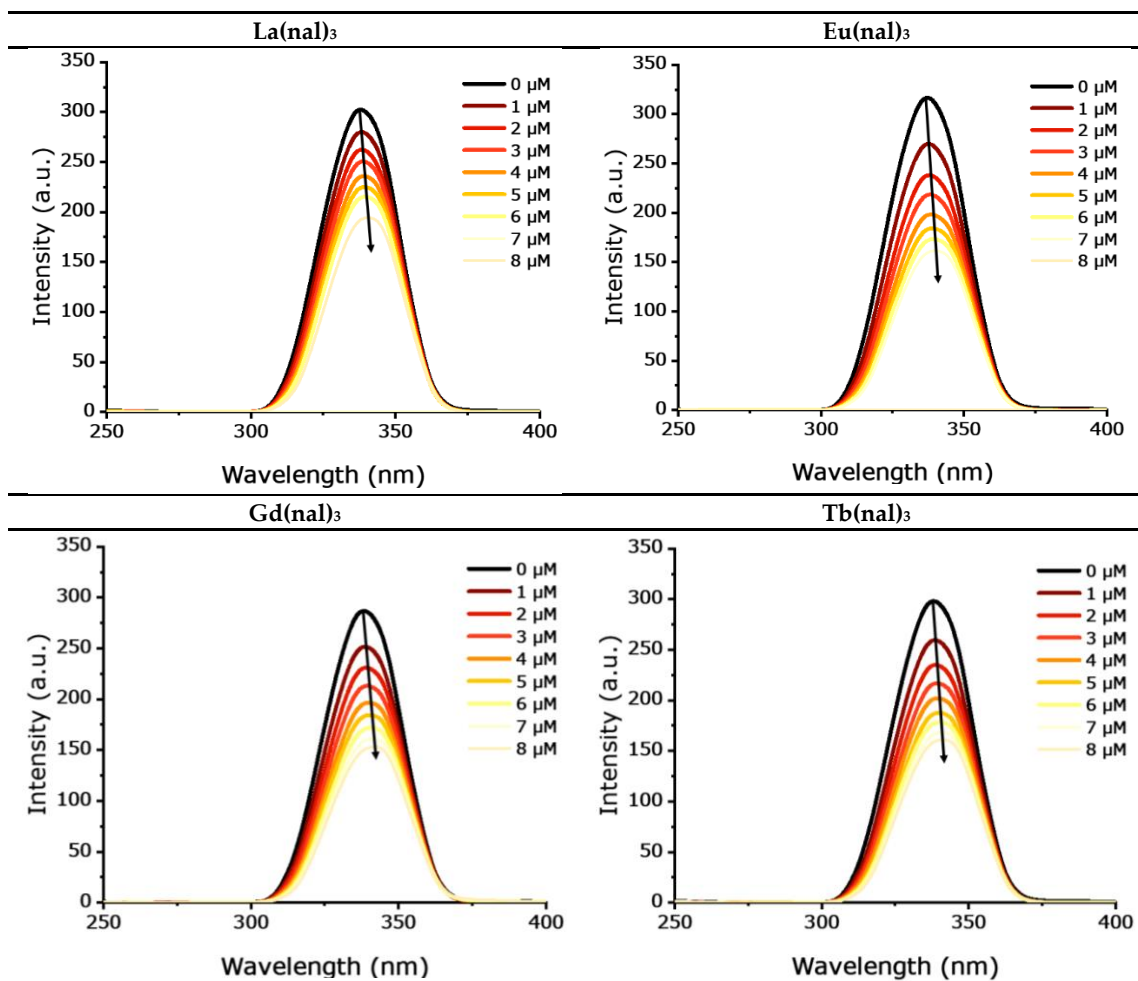 La(nal)₃ Eu(nal)₃
350
300
250
200
150
100
50
0
Intensity (a.u.)
0 µM
1 µM
2 µM
3 µM
4 µM
5 µM
6 µM
7 µM
8 µM
250 300 350 400
Wavelength (nm)
350
300
250
200
150
100
50
0
Intensity (a.u.)
0 µM
1 µM
2 µM
3 µM
4 µM
5 µM
6 µM
7 µM
8 µM
250 300 350 400
Wavelength (nm)
Gd(nal)₃ Tb(nal)₃
350
300
250
200
150
100
50
0
Intensity (a.u.)
0 µM
1 µM
2 µM
3 µM
4 µM
5 µM
6 µM
7 µM
8 µM
250 300 350 400
Wavelength (nm)
350
300
250
200
150
100
50
0
Intensity (a.u.)
0 µM
1 µM
2 µM
3 µM
4 µM
5 µM
6 µM
7 µM
8 µM
250 300 350 400
Wavelength (nm)